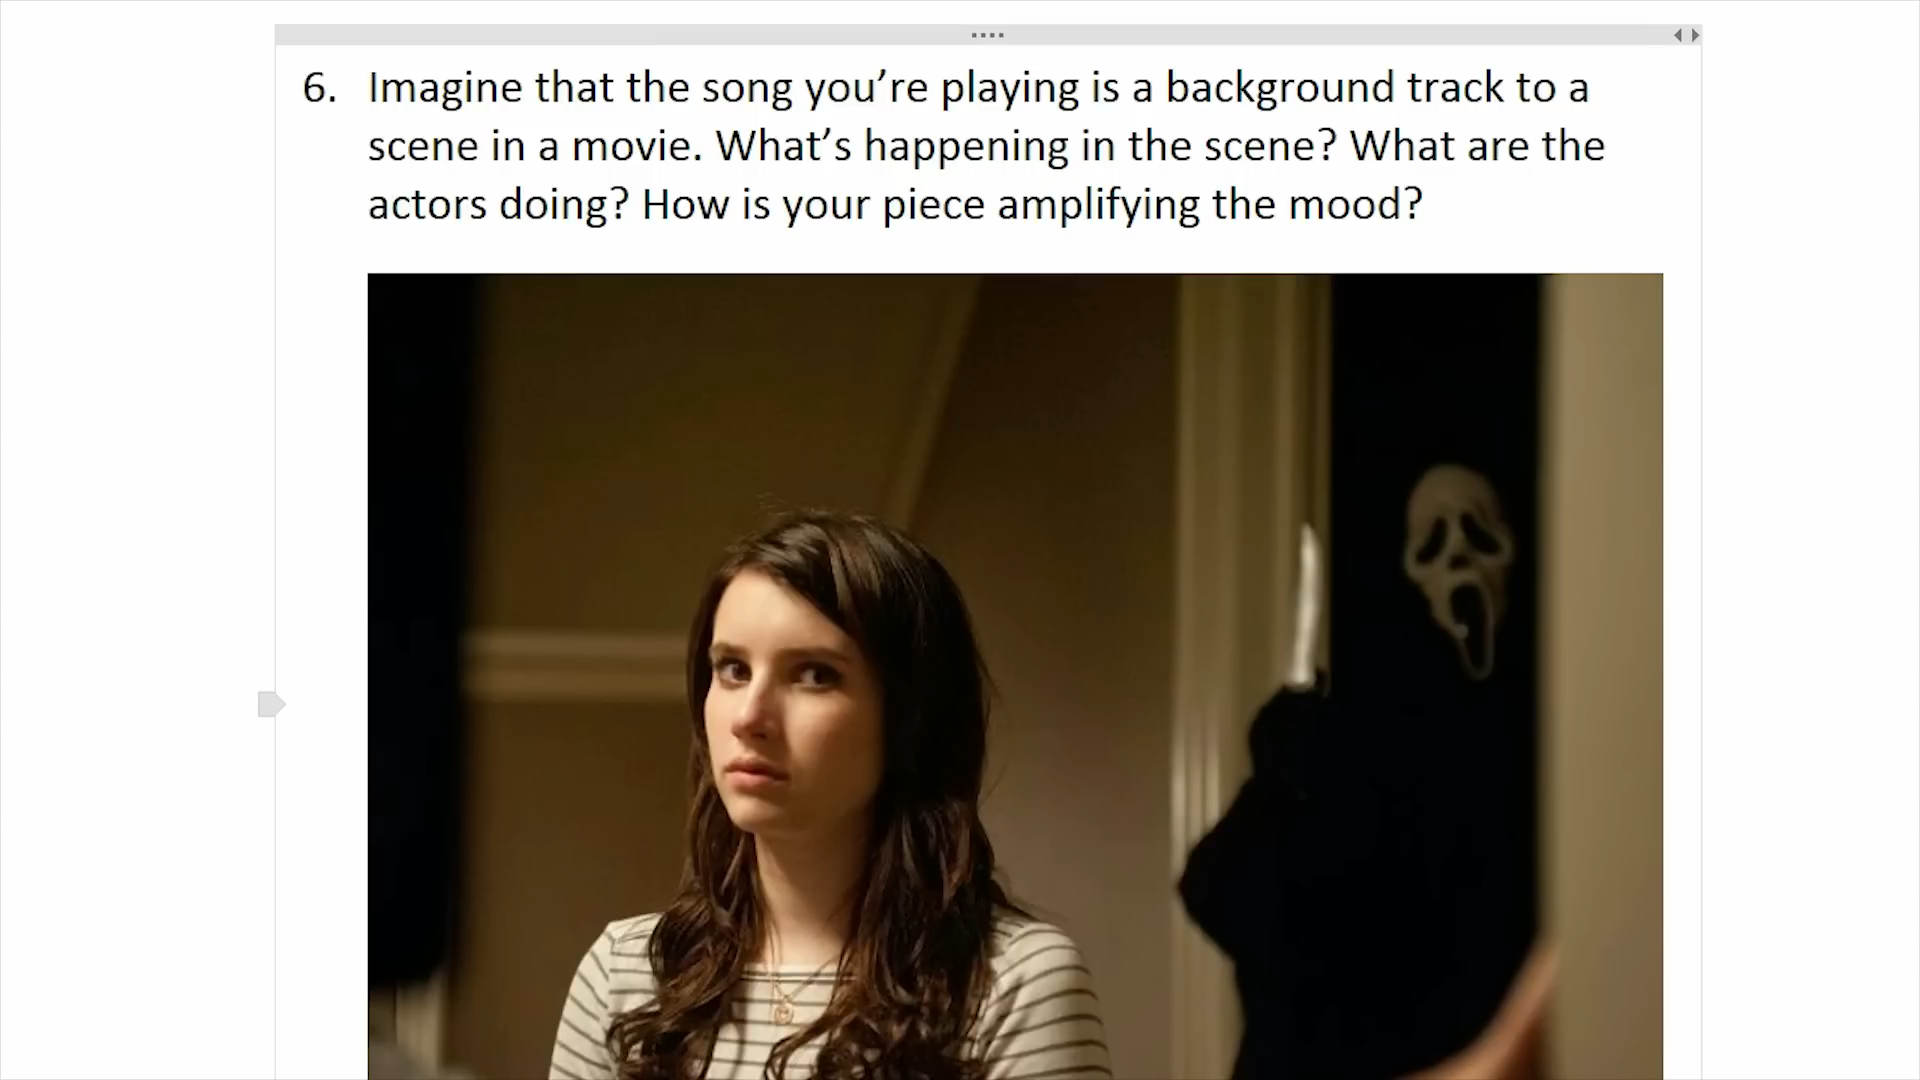 6. Imagine that the song you’re playing is a background track to a
scene in a movie. What’s happening in the scene? What are the
actors doing? How is your piece amplifying the mood?